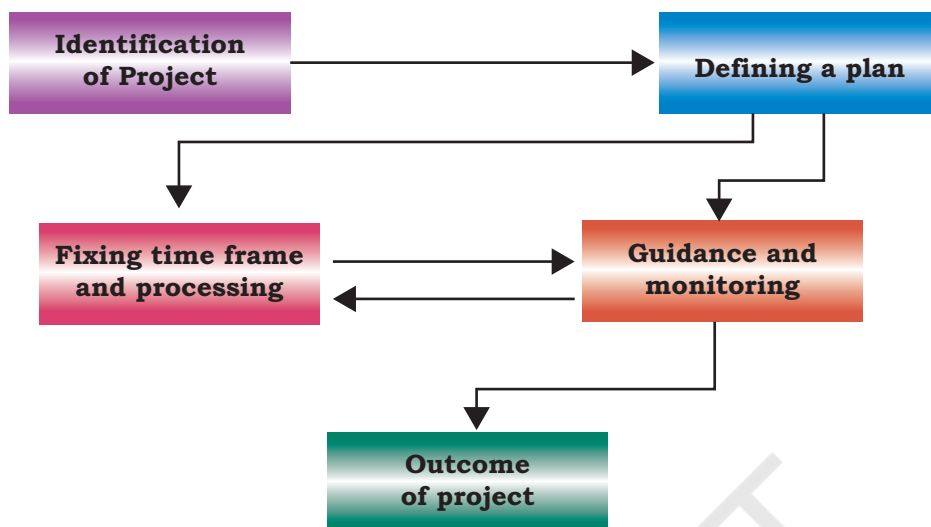 Identification
of Project
Defining a plan
Fixing time frame
and processing
Guidance and
monitoring
Outcome
of project